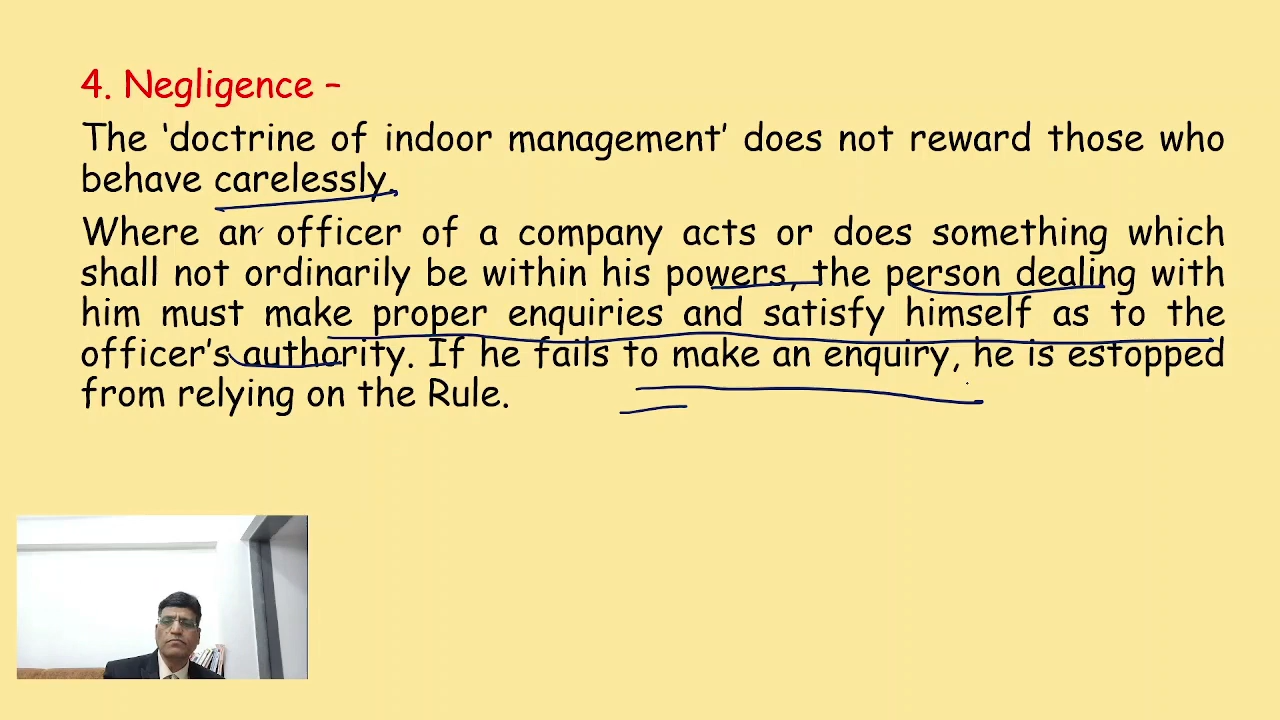 4. Negligence –
The ‘doctrine of indoor management’ does not reward those who
behave carelessly.
Where an officer of a company acts or does something which
shall not ordinarily be within his powers, the person dealing with
him must make proper enquiries and satisfy himself as to the
officer’s authority. If he fails to make an enquiry, he is estopped
from relying on the Rule.